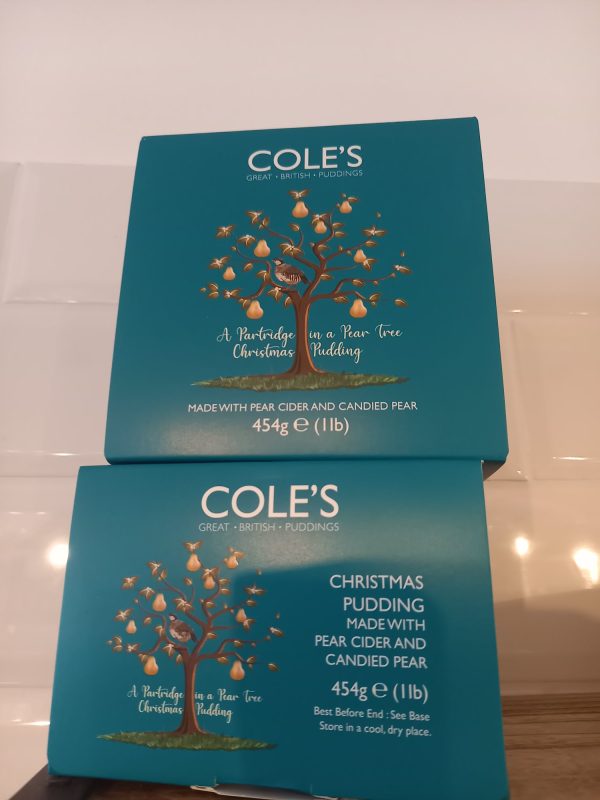 COLE'S
GREAT • BRITISH • PUDDINGS
A Partridge in a Pear Tree
Christmas Pudding
MADE WITH PEAR CIDER AND CANDIED PEAR
454g ℮ (1lb)
COLE'S
GREAT • BRITISH • PUDDINGS
A Partridge in a Pear Tree
Christmas Pudding
CHRISTMAS
PUDDING
MADE WITH
PEAR CIDER AND
CANDIED PEAR
454g ℮ (1lb)
Best Before End : See Base
Store in a cool, dry place.